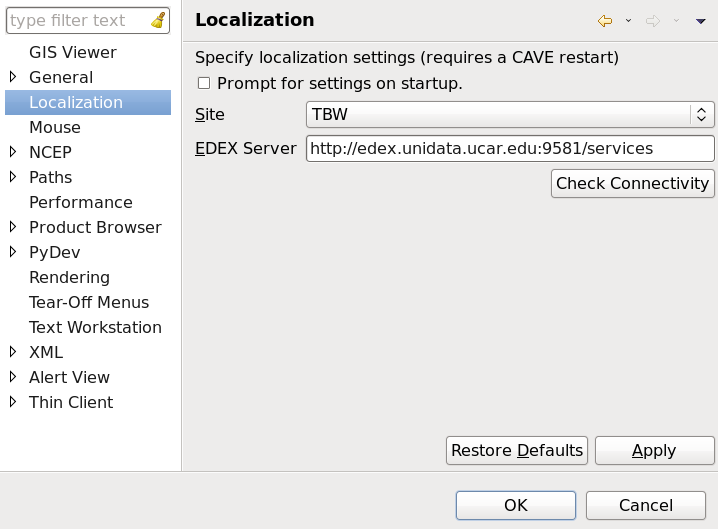 type filter text
GIS Viewer
General
Localization
Mouse
NCEP
Paths
Performance
Product Browser
PyDev
Rendering
Tear-Off Menus
Text Workstation
XML
Alert View
Thin Client
Localization
Specify localization settings (requires a CAVE restart)
Prompt for settings on startup.
Site TBW
EDEX Server http://edex.unidata.ucar.edu:9581/services
Check Connectivity
Restore Defaults Apply
OK Cancel